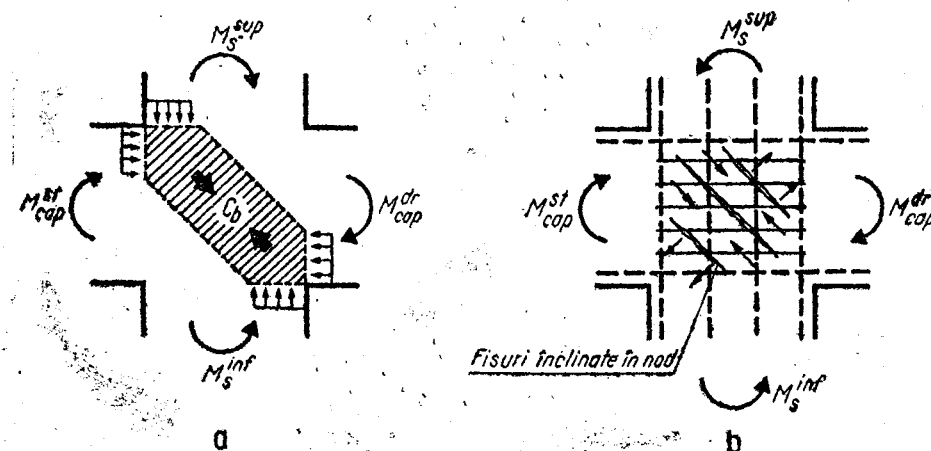 M_s^sup
M_cap^st
C_b
M_cap^dr
M_s^inf
a
M_s^sup
M_cap^st
M_cap^dr
Fisuri înclinate în nod
M_s^inf
b